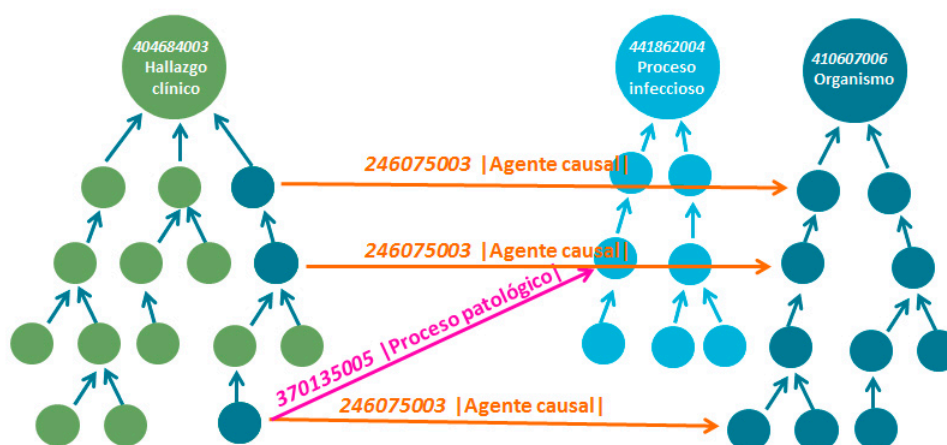 404684003
Hallazgo
clínico
441862004
Proceso
infeccioso
410607006
Organismo
246075003 |Agente causal|
246075003 |Agente causal|
370135005 |Proceso patológico|
246075003 |Agente causal|